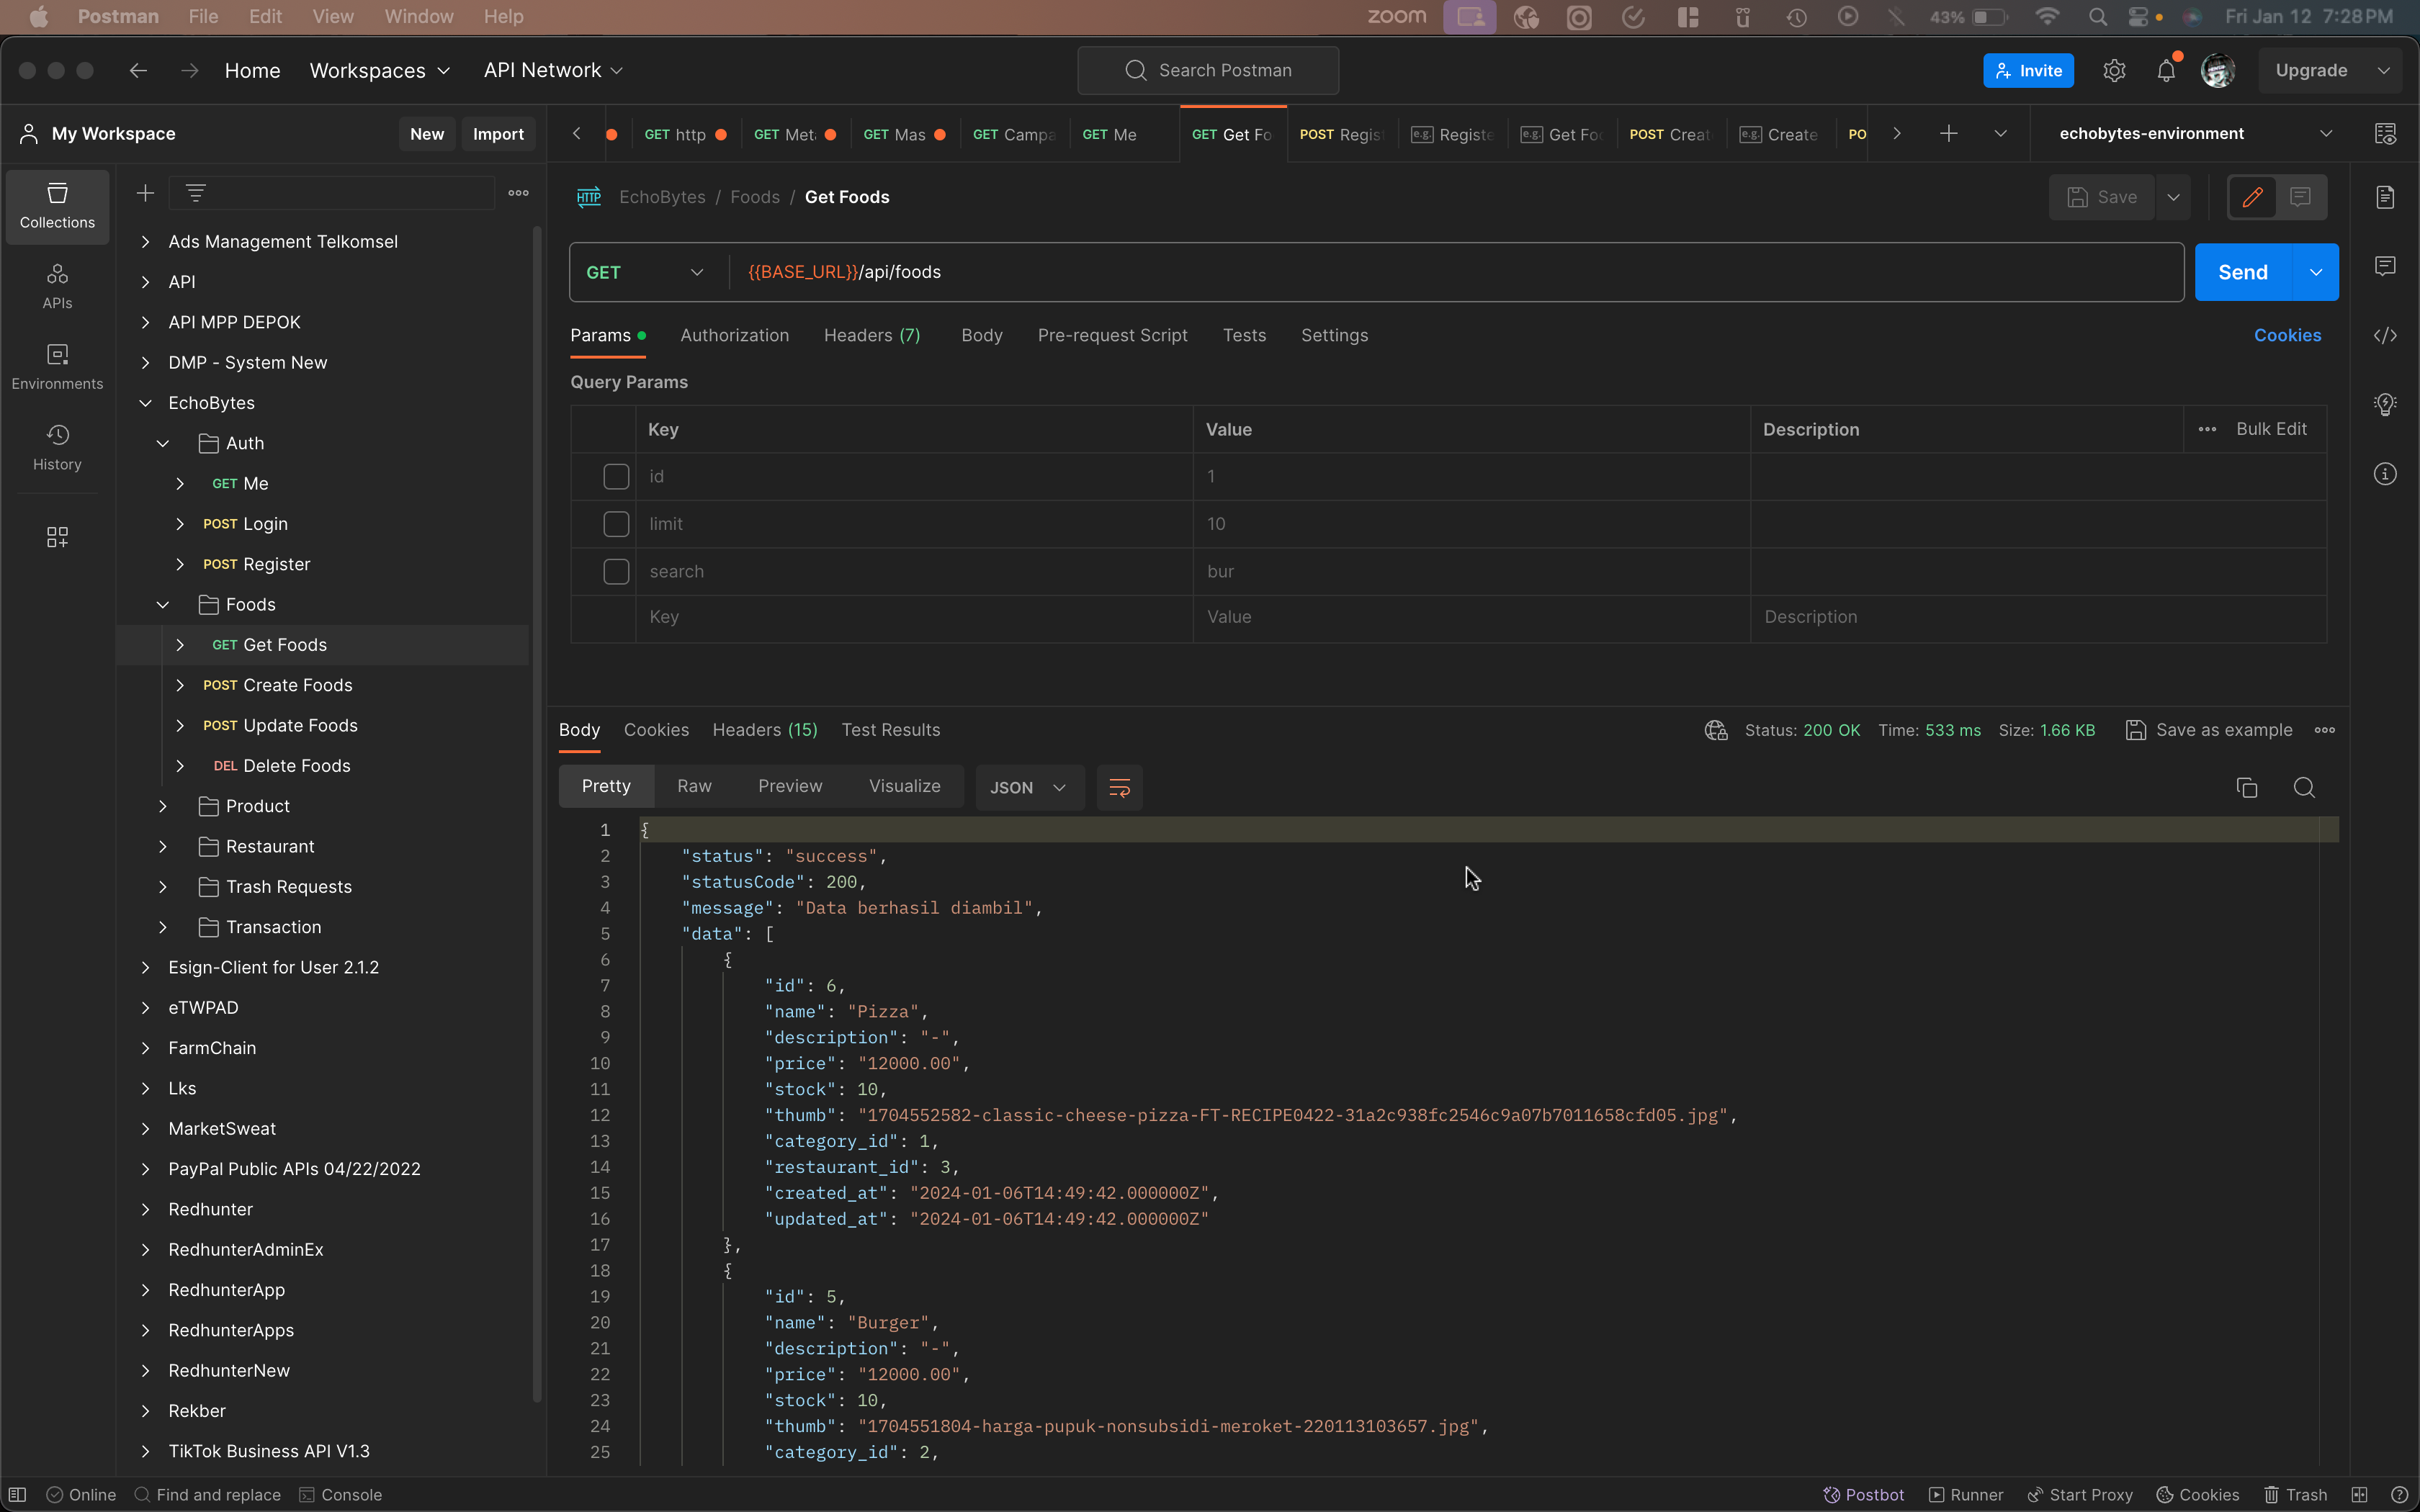 Postman File Edit View Window Help zoom 43% Fri Jan 12 7:28 PM
Home Workspaces API Network Search Postman Invite Upgrade
My Workspace New Import
GET http GET Met GET Mas GET Campa GET Me GET Get Fo POST Regis e.g. Registe e.g. Get Fo POST Creat e.g. Create PO echobytes-environment
Collections
APIs
Environments
History
Ads Management Telkomsel
API
API MPP DEPOK
DMP - System New
EchoBytes
Auth
GET Me
POST Login
POST Register
Foods
GET Get Foods
POST Create Foods
POST Update Foods
DEL Delete Foods
Product
Restaurant
Trash Requests
Transaction
Esign-Client for User 2.1.2
eTWPAD
FarmChain
Lks
MarketSweat
PayPal Public APIs 04/22/2022
Redhunter
RedhunterAdminEx
RedhunterApp
RedhunterApps
RedhunterNew
Rekber
TikTok Business API V1.3
HTTP EchoBytes / Foods / Get Foods Save
GET {{BASE_URL}}/api/foods Send
Params Authorization Headers (7) Body Pre-request Script Tests Settings Cookies
Query Params
Key Value Description Bulk Edit
id 1
limit 10
search bur
Key Value Description
Body Cookies Headers (15) Test Results Status: 200 OK Time: 533 ms Size: 1.66 KB Save as example
Pretty Raw Preview Visualize JSON
1 {
2 "status": "success",
3 "statusCode": 200,
4 "message": "Data berhasil diambil",
5 "data": [
6 {
7 "id": 6,
8 "name": "Pizza",
9 "description": "-",
10 "price": "12000.00",
11 "stock": 10,
12 "thumb": "1704552582-classic-cheese-pizza-FT-RECIPE0422-31a2c938fc2546c9a07b7011658cfd05.jpg",
13 "category_id": 1,
14 "restaurant_id": 3,
15 "created_at": "2024-01-06T14:49:42.000000Z",
16 "updated_at": "2024-01-06T14:49:42.000000Z"
17 },
18 {
19 "id": 5,
20 "name": "Burger",
21 "description": "-",
22 "price": "12000.00",
23 "stock": 10,
24 "thumb": "1704551804-harga-pupuk-nonsubsidi-meroket-220113103657.jpg",
25 "category_id": 2,
Online Find and replace Console Postbot Runner Start Proxy Cookies Trash